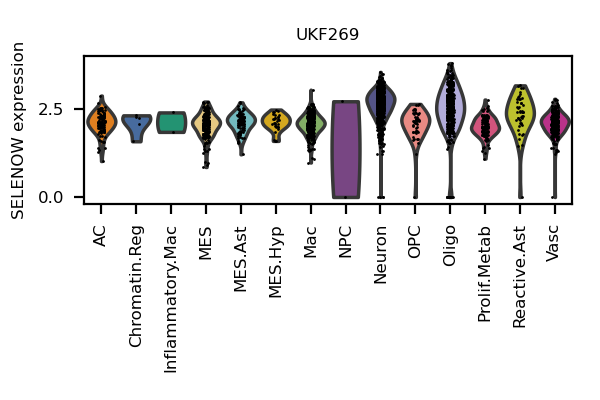 UKF269
SELENOW expression
2.5
0.0
AC
Chromatin.Reg
Inflammatory.Mac
MES
MES.Ast
MES.Hyp
Mac
NPC
Neuron
OPC
Oligo
Prolif.Metab
Reactive.Ast
Vasc